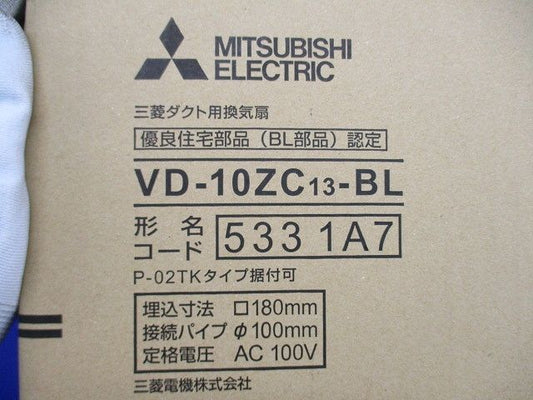 MITSUBISHI
ELECTRIC
三菱ダクト用換気扇
優良住宅部品（BL部品）認定
VD-10ZC13-BL
形名
コード 533 1A7
P-02TKタイプ据付可
埋込寸法 □180mm
接続パイプ φ100mm
定格電圧 AC 100V
三菱電機株式会社